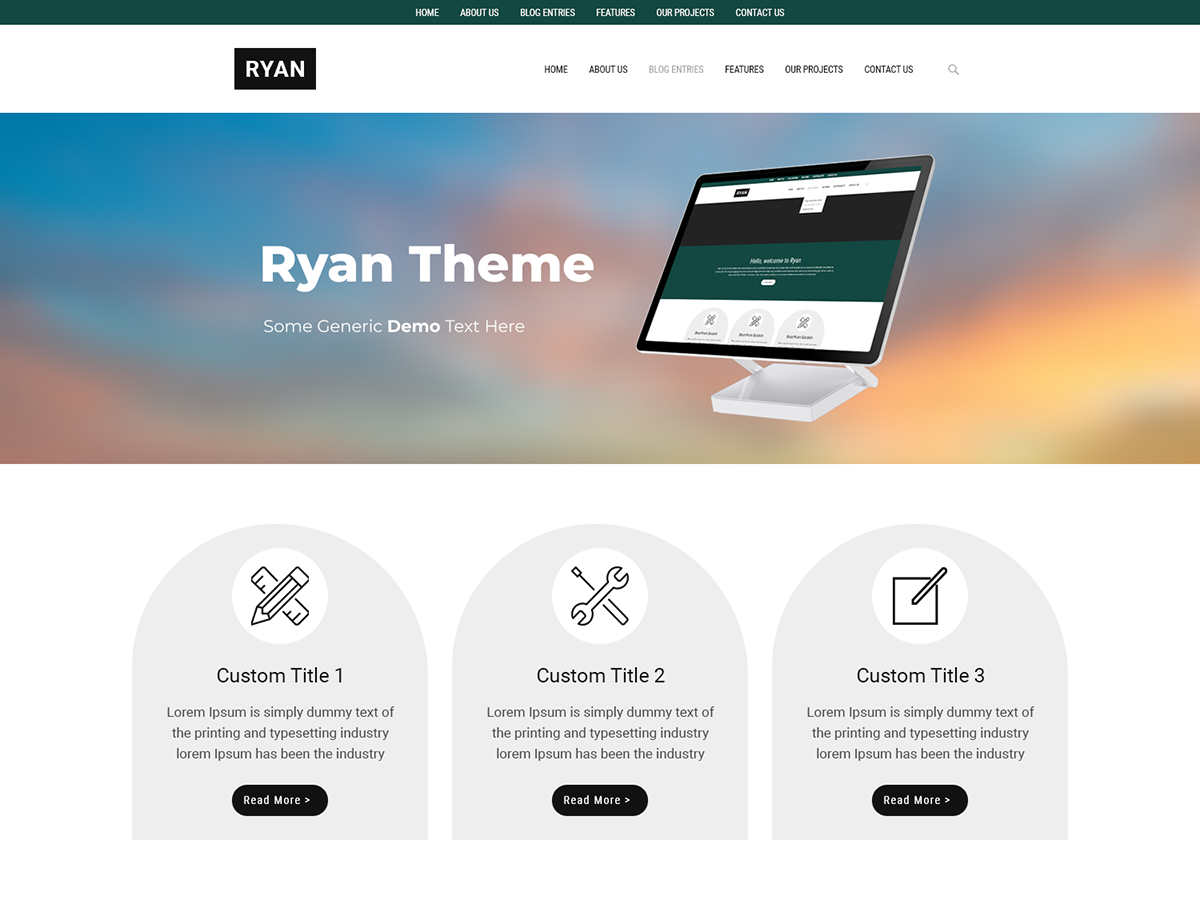 HOME ABOUT US BLOG ENTRIES FEATURES OUR PROJECTS CONTACT US
RYAN
HOME ABOUT US BLOG ENTRIES FEATURES OUR PROJECTS CONTACT US
Ryan Theme
Some Generic Demo Text Here
RYAN
Hello, welcome to Ryan
Custom Title 1
Lorem Ipsum is simply dummy text of
the printing and typesetting industry
lorem Ipsum has been the industry
Read More >
Custom Title 2
Lorem Ipsum is simply dummy text of
the printing and typesetting industry
lorem Ipsum has been the industry
Read More >
Custom Title 3
Lorem Ipsum is simply dummy text of
the printing and typesetting industry
lorem Ipsum has been the industry
Read More >